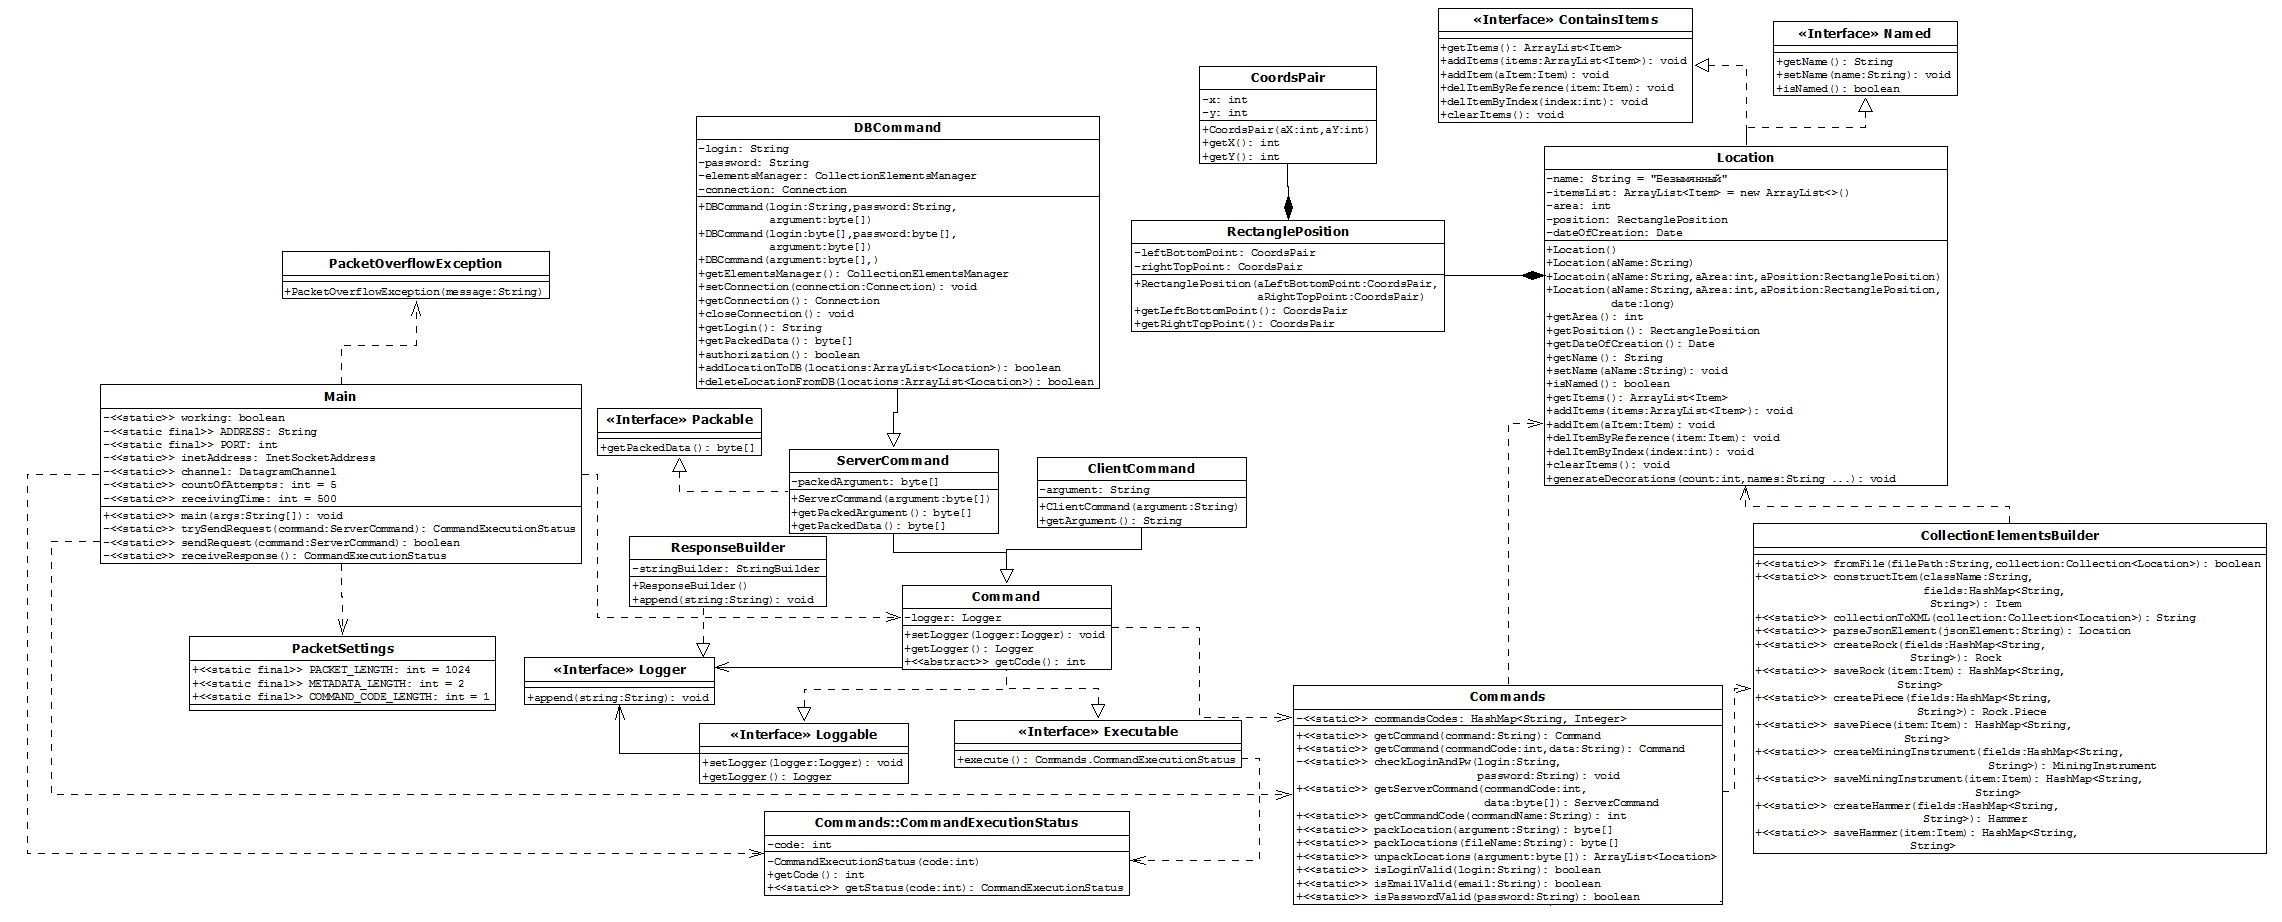 «Interface» ContainsItems
+getItems(): ArrayList<Item>
+addItems(items:ArrayList<Item>): void
+addItem(aItem:Item): void
+delItemByReference(item:Item): void
+delItemByIndex(index:int): void
+clearItems(): void
«Interface» Named
+getName(): String
+setName(name:String): void
+isNamed(): boolean
CoordsPair
-x: int
-y: int
+CoordsPair(aX:int,aY:int)
+getX(): int
+getY(): int
DBCommand
-login: String
-password: String
-elementsManager: CollectionElementsManager
-connection: Connection
+DBCommand(login:String,password:String,
argument:byte[])
+DBCommand(login:byte[],password:byte[],
argument:byte[])
+DBCommand(argument:byte[],)
+getElementsManager(): CollectionElementsManager
+setConnection(connection:Connection): void
+getConnection(): Connection
+closeConnection(): void
+getLogin(): String
+getPackedData(): byte[]
+authorization(): boolean
+addLocationToDB(locations:ArrayList<Location>): boolean
+deleteLocationFromDB(locations:ArrayList<Location>): boolean
Location
-name: String = "Безымянный"
-itemsList: ArrayList<Item> = new ArrayList<>()
-area: int
-position: RectanglePosition
-dateOfCreation: Date
+Location()
+Location(aName:String)
+Locatoin(aName:String,aArea:int,aPosition:RectanglePosition)
+Location(aName:String,aArea:int,aPosition:RectanglePosition,
date:long)
+getArea(): int
+getPosition(): RectanglePosition
+getDateOfCreation(): Date
+getName(): String
+setName(aName:String): void
+isNamed(): boolean
+getItems(): ArrayList<Item>
+addItems(items:ArrayList<Item>): void
+addItem(aItem:Item): void
+delItemByReference(item:Item): void
+delItemByIndex(index:int): void
+clearItems(): void
+generateDecorations(count:int,names:String ...): void
RectanglePosition
-leftBottomPoint: CoordsPair
-rightTopPoint: CoordsPair
+RectanglePosition(aLeftBottomPoint:CoordsPair,
aRightTopPoint:CoordsPair)
+getLeftBottomPoint(): CoordsPair
+getRightTopPoint(): CoordsPair
PacketOverflowException
+PacketOverflowException(message:String)
Main
-<<static>> working: boolean
-<<static final>> ADDRESS: String
-<<static final>> PORT: int
-<<static>> inetAddress: InetSocketAddress
-<<static>> channel: DatagramChannel
-<<static>> countOfAttempts: int = 5
-<<static>> receivingTime: int = 500
+<<static>> main(args:String[]): void
-<<static>> trySendRequest(command:ServerCommand): CommandExecutionStatus
-<<static>> sendRequest(command:ServerCommand): boolean
-<<static>> receiveResponse(): CommandExecutionStatus
«Interface» Packable
+getPackedData(): byte[]
ServerCommand
-packedArgument: byte[]
+ServerCommand(argument:byte[])
+getPackedArgument(): byte[]
+getPackedData(): byte[]
ClientCommand
-argument: String
+ClientCommand(argument:String)
+getArgument(): String
ResponseBuilder
-stringBuilder: StringBuilder
+ResponseBuilder()
+append(string:String): void
Command
-logger: Logger
+setLogger(logger:Logger): void
+getLogger(): Logger
+<<abstract>> getCode(): int
PacketSettings
+<<static final>> PACKET_LENGTH: int = 1024
+<<static final>> METADATA_LENGTH: int = 2
+<<static final>> COMMAND_CODE_LENGTH: int = 1
«Interface» Logger
+append(string:String): void
«Interface» Loggable
+setLogger(logger:Logger): void
+getLogger(): Logger
«Interface» Executable
+execute(): Commands.CommandExecutionStatus
Commands::CommandExecutionStatus
-code: int
-CommandExecutionStatus(code:int)
+getCode(): int
+<<static>> getStatus(code:int): CommandExecutionStatus
Commands
-<<static>> commandsCodes: HashMap<String, Integer>
+<<static>> getCommand(command:String): Command
+<<static>> getCommand(commandCode:int,data:String): Command
-<<static>> checkLoginAndPw(login:String,
password:String): void
+<<static>> getServerCommand(commandCode:int,
data:byte[]): ServerCommand
+<<static>> getCommandCode(commandName:String): int
+<<static>> packLocation(argument:String): byte[]
+<<static>> packLocations(fileName:String): byte[]
+<<static>> unpackLocations(argument:byte[]): ArrayList<Location>
+<<static>> isLoginValid(login:String): boolean
+<<static>> isEmailValid(email:String): boolean
+<<static>> isPasswordValid(password:String): boolean
CollectionElementsBuilder
+<<static>> fromFile(filePath:String,collection:Collection<Location>): boolean
+<<static>> constructItem(className:String,
fields:HashMap<String,
String>): Item
+<<static>> collectionToXML(collection:Collection<Location>): String
+<<static>> parseJsonElement(jsonElement:String): Location
+<<static>> createRock(fields:HashMap<String,
String>): Rock
+<<static>> saveRock(item:Item): HashMap<String,
String>
+<<static>> createPiece(fields:HashMap<String,
String>): Rock.Piece
+<<static>> savePiece(item:Item): HashMap<String,
String>
+<<static>> createMiningInstrument(fields:HashMap<String,
String>): MiningInstrument
+<<static>> saveMiningInstrument(item:Item): HashMap<String,
String>
+<<static>> createHammer(fields:HashMap<String,
String>): Hammer
+<<static>> saveHammer(item:Item): HashMap<String,
String>